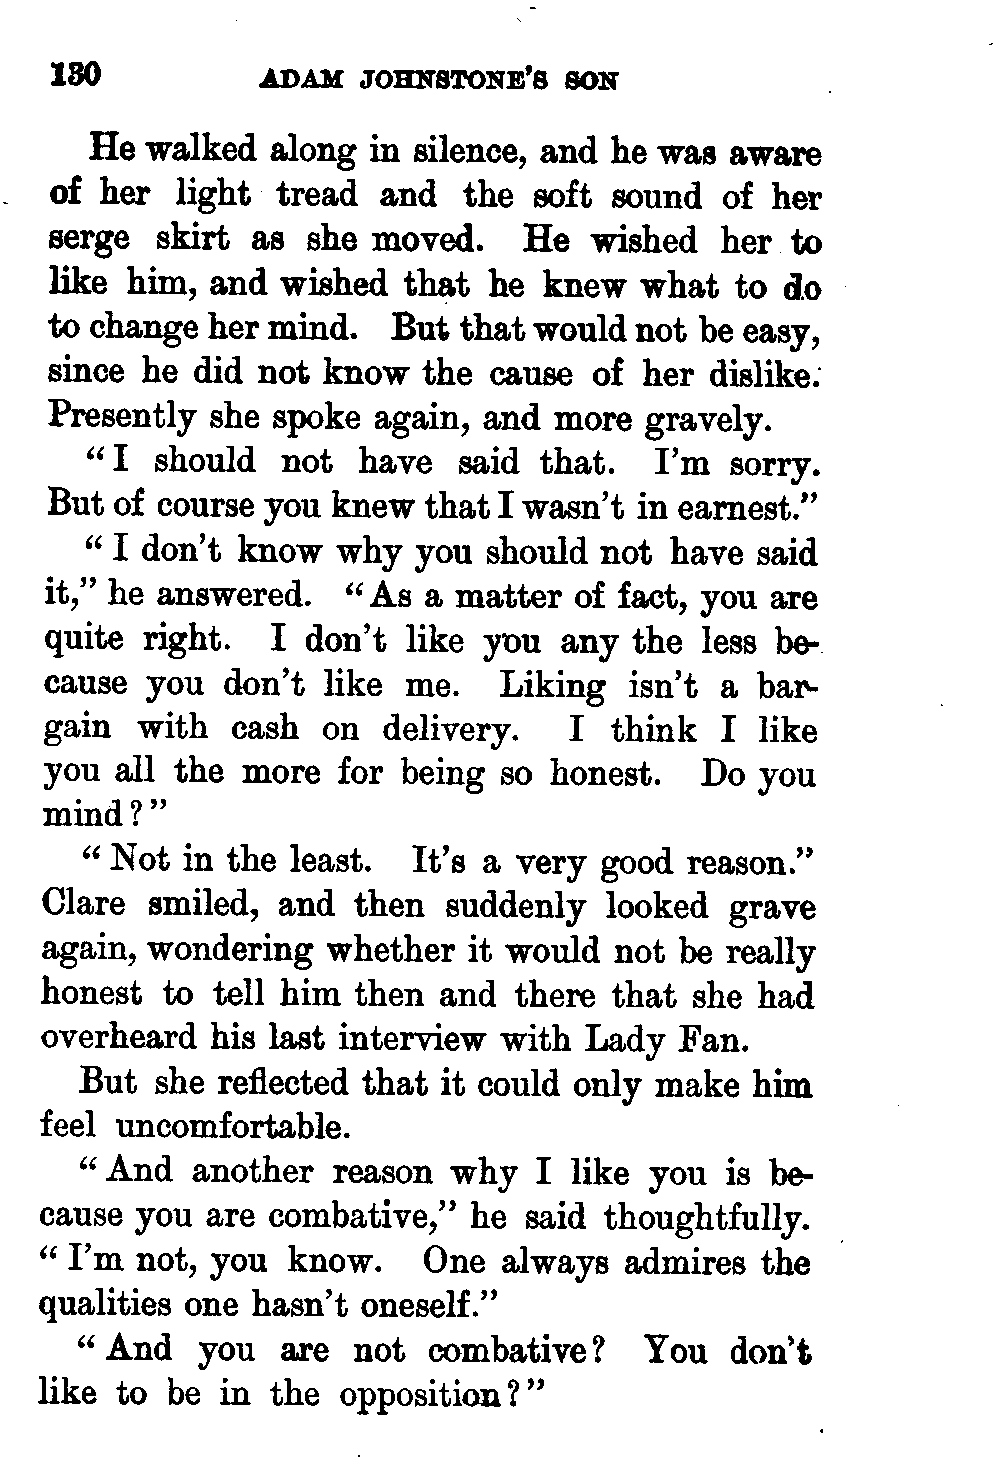 130 ADAM JOHNSTONE'S SON
He walked along in silence, and he was aware
of her light tread and the soft sound of her
serge skirt as she moved. He wished her to
like him, and wished that he knew what to do
to change her mind. But that would not be easy,
since he did not know the cause of her dislike.
Presently she spoke again, and more gravely.
"I should not have said that. I'm sorry.
But of course you knew that I wasn't in earnest."
"I don't know why you should not have said
it," he answered. "As a matter of fact, you are
quite right. I don't like you any the less be-
cause you don't like me. Liking isn't a bar-
gain with cash on delivery. I think I like
you all the more for being so honest. Do you
mind?"
"Not in the least. It's a very good reason."
Clare smiled, and then suddenly looked grave
again, wondering whether it would not be really
honest to tell him then and there that she had
overheard his last interview with Lady Fan.
But she reflected that it could only make him
feel uncomfortable.
"And another reason why I like you is be-
cause you are combative," he said thoughtfully.
"I'm not, you know. One always admires the
qualities one hasn't oneself."
"And you are not combative? You don't
like to be in the opposition?"